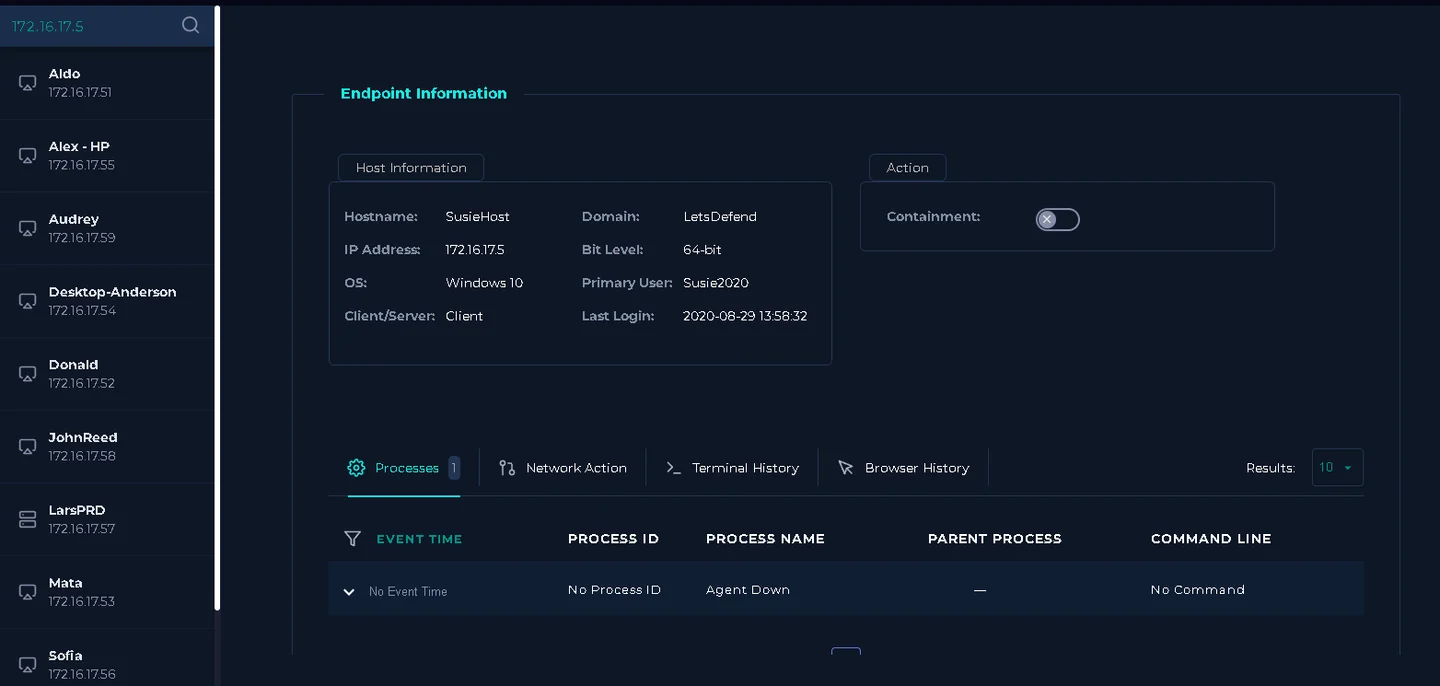 172.16.17.5
Aldo
172.16.17.51
Alex - HP
172.16.17.55
Audrey
172.16.17.59
Desktop-Anderson
172.16.17.54
Donald
172.16.17.52
JohnReed
172.16.17.58
LarsPRD
172.16.17.57
Mata
172.16.17.53
Sofia
172.16.17.56
Endpoint Information
Host Information
Hostname: SusieHost Domain: LetsDefend
IP Address: 172.16.17.5 Bit Level: 64-bit
OS: Windows 10 Primary User: Susie2020
Client/Server: Client Last Login: 2020-08-29 13:58:32
Action
Containment:
Processes 1 Network Action Terminal History Browser History Results: 10
EVENT TIME PROCESS ID PROCESS NAME PARENT PROCESS COMMAND LINE
No Event Time No Process ID Agent Down — No Command